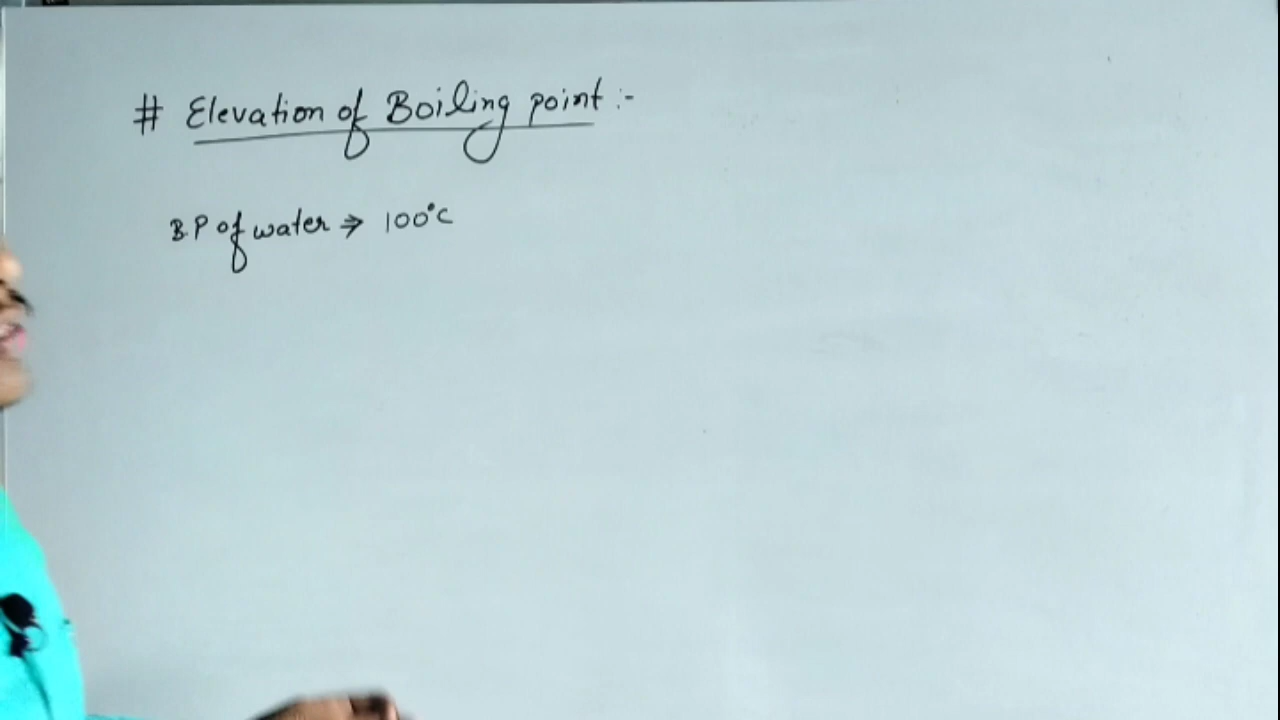 # Elevation of Boiling point :-
B.P of water ⇒ 100°C